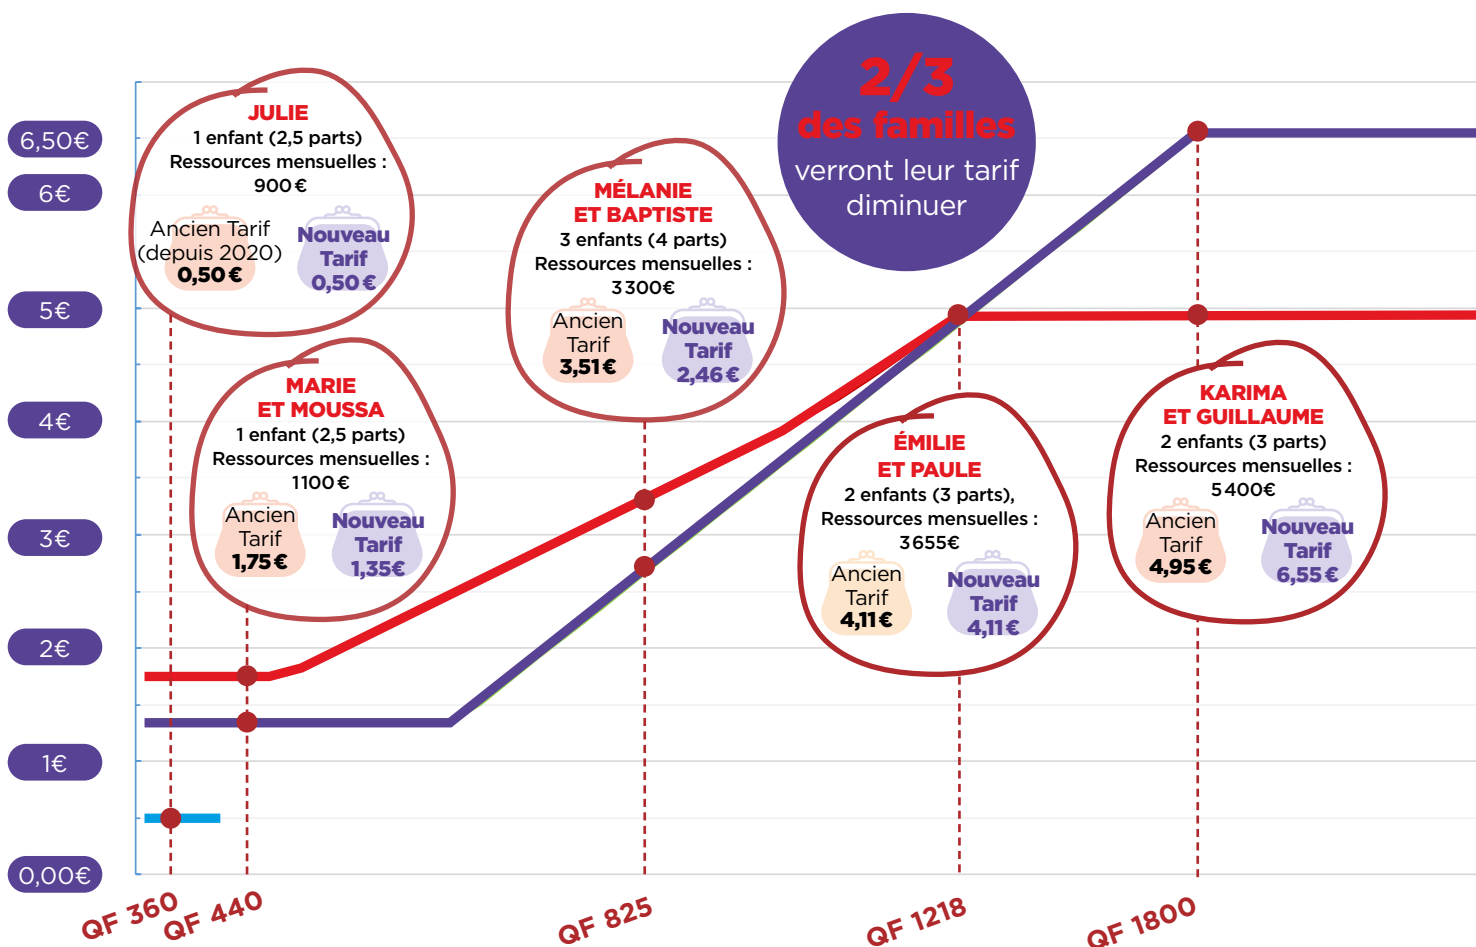 6,50€
6€
5€
4€
3€
2€
1€
0,00€
JULIE
1 enfant (2,5 parts)
Ressources mensuelles :
900 €
Ancien Tarif
(depuis 2020)
0,50 €
Nouveau
Tarif
0,50 €
MARIE
ET MOUSSA
1 enfant (2,5 parts)
Ressources mensuelles :
1100 €
Ancien
Tarif
1,75 €
Nouveau
Tarif
1,35€
MÉLANIE
ET BAPTISTE
3 enfants (4 parts)
Ressources mensuelles :
3 300€
Ancien
Tarif
3,51 €
Nouveau
Tarif
2,46 €
2/3
des familles
verront leur tarif
diminuer
ÉMILIE
ET PAULE
2 enfants (3 parts),
Ressources mensuelles :
3 655€
Ancien
Tarif
4,11 €
Nouveau
Tarif
4,11 €
KARIMA
ET GUILLAUME
2 enfants (3 parts)
Ressources mensuelles :
5 400€
Ancien
Tarif
4,95 €
Nouveau
Tarif
6,55 €
QF 360
QF 440
QF 825
QF 1218
QF 1800